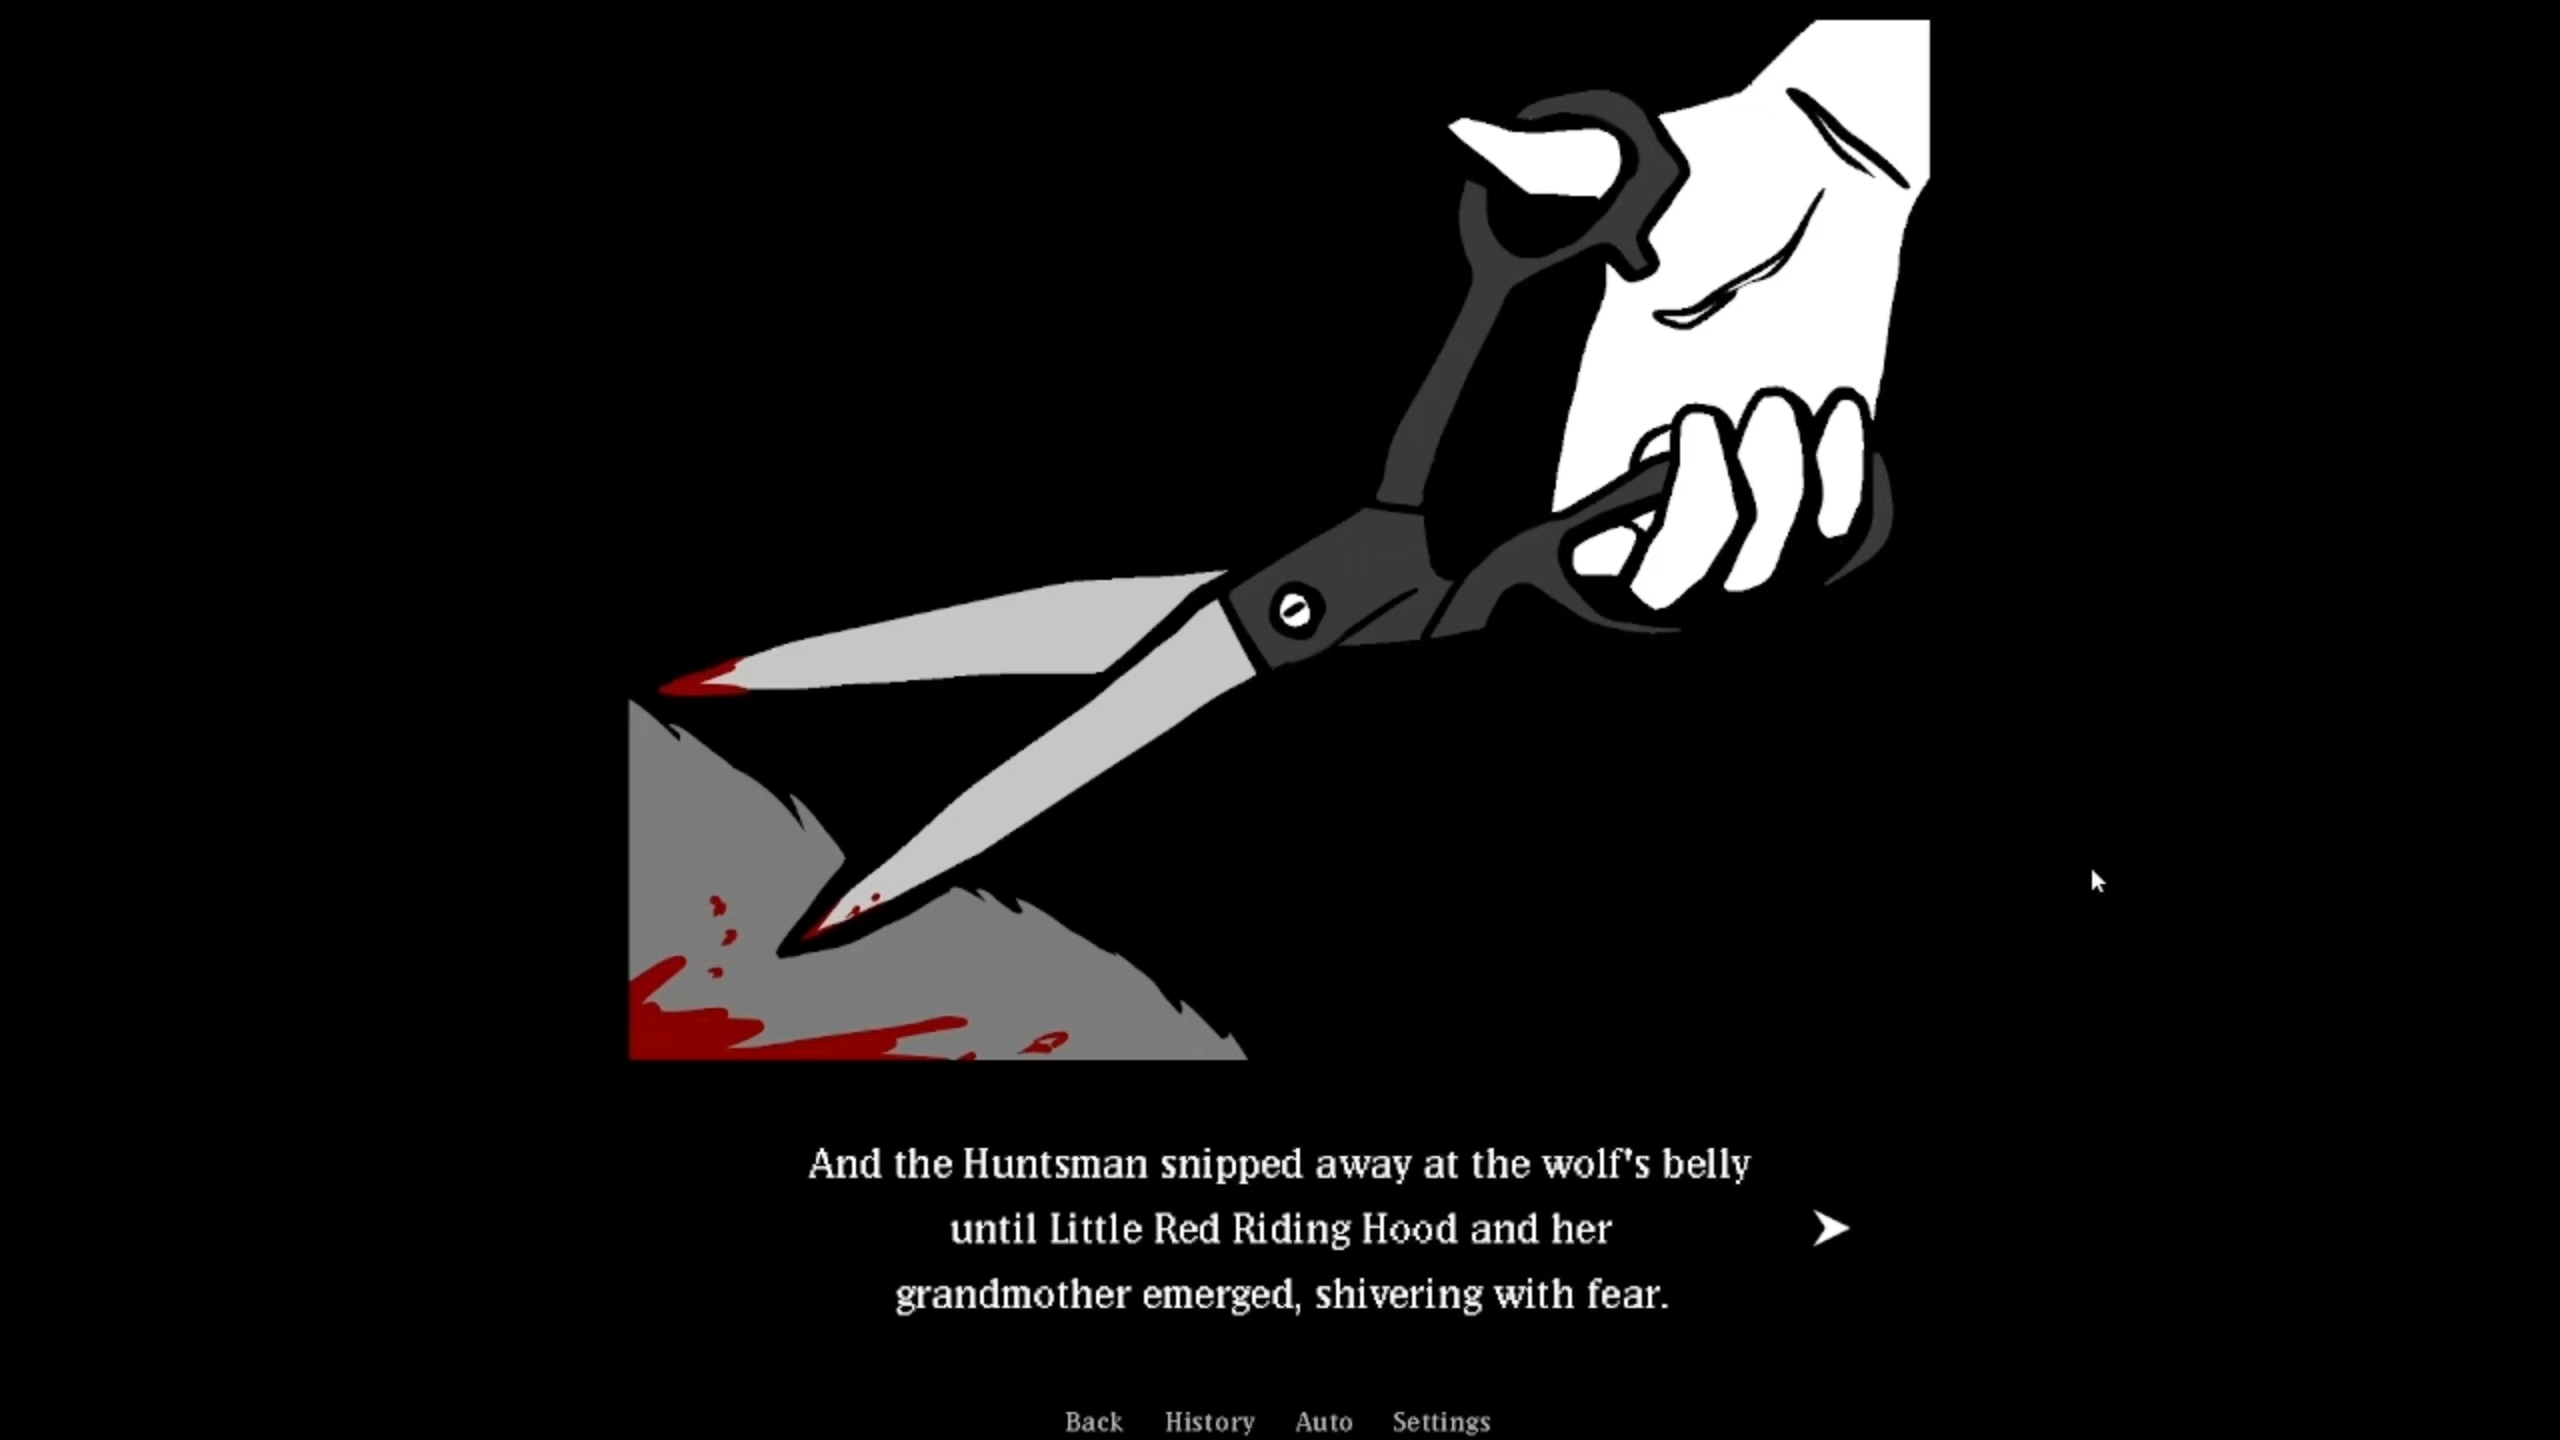 And the Huntsman snipped away at the wolf's belly
until Little Red Riding Hood and her
grandmother emerged, shivering with fear.
Back History Auto Settings